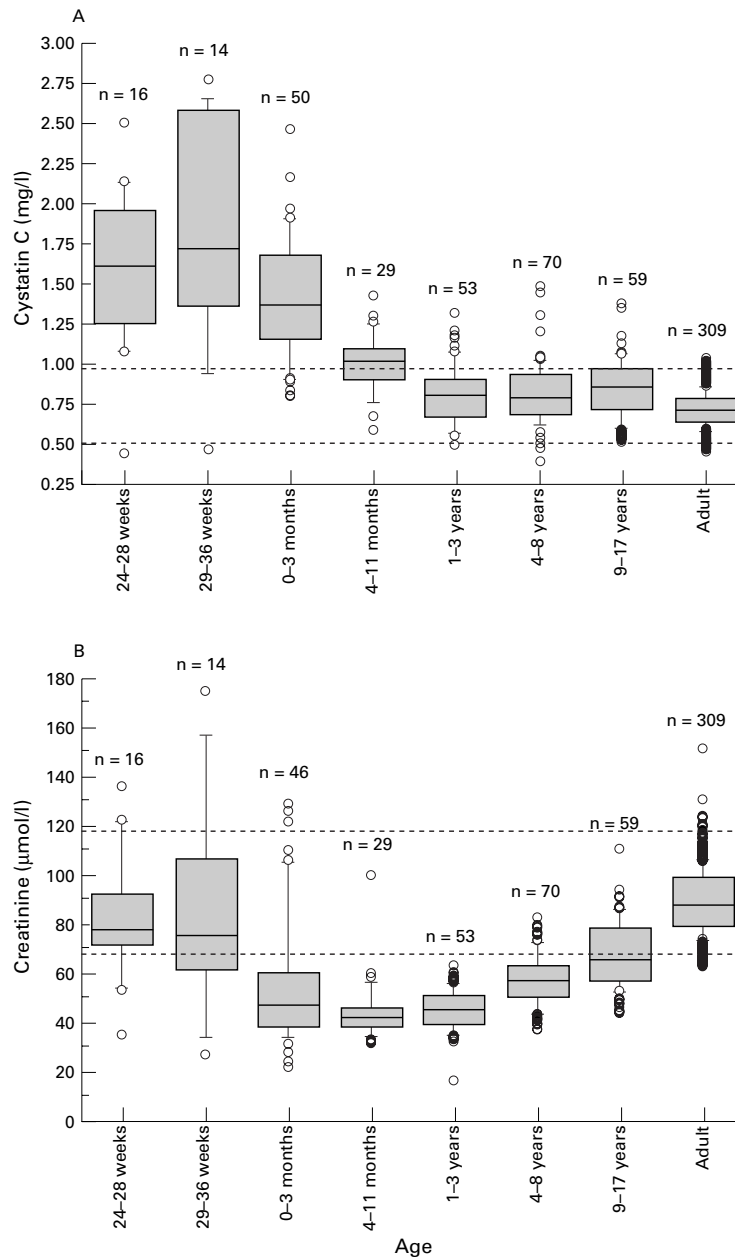 A
3.00
2.75
2.50
2.25
2.00
1.75
1.50
1.25
1.00
0.75
0.50
0.25
Cystatin C (mg/l)
n = 16
n = 14
n = 50
n = 29
n = 53
n = 70
n = 59
n = 309
24–28 weeks
29–36 weeks
0–3 months
4–11 months
1–3 years
4–8 years
9–17 years
Adult
B
180
160
140
120
100
80
60
40
20
0
Creatinine (µmol/l)
n = 16
n = 14
n = 46
n = 29
n = 53
n = 70
n = 59
n = 309
24–28 weeks
29–36 weeks
0–3 months
4–11 months
1–3 years
4–8 years
9–17 years
Adult
Age